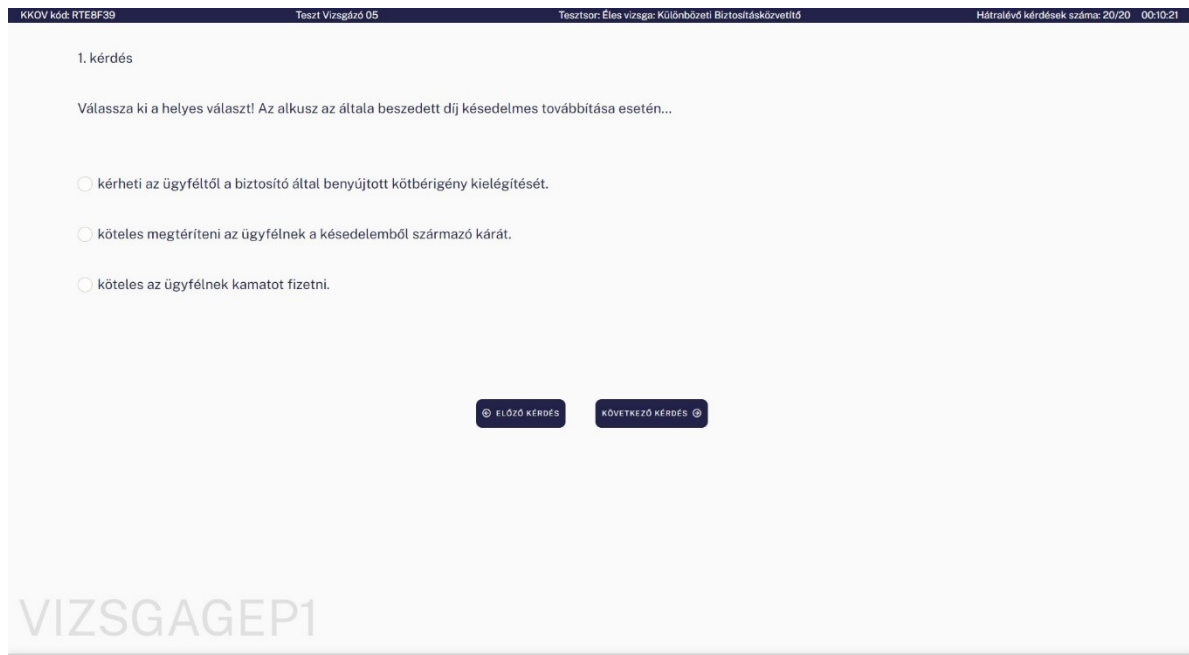 KKOV kód: RTE8F39 Teszt Vizsgázó 05 Tesztsor: Éles vizsga: Különbözeti Biztosításközvetítő Hátralévő kérdések száma: 20/20 00:10:21
1. kérdés
Válassza ki a helyes választ! Az alkusz az általa beszedett díj késedelmes továbbítása esetén...
kérheti az ügyféltől a biztosító által benyújtott kötbérigény kielégítését.
köteles megtéríteni az ügyfélnek a késedelemből származó kárát.
köteles az ügyfélnek kamatot fizetni.
ELŐZŐ KÉRDÉS KÖVETKEZŐ KÉRDÉS
VIZSGAGEP1